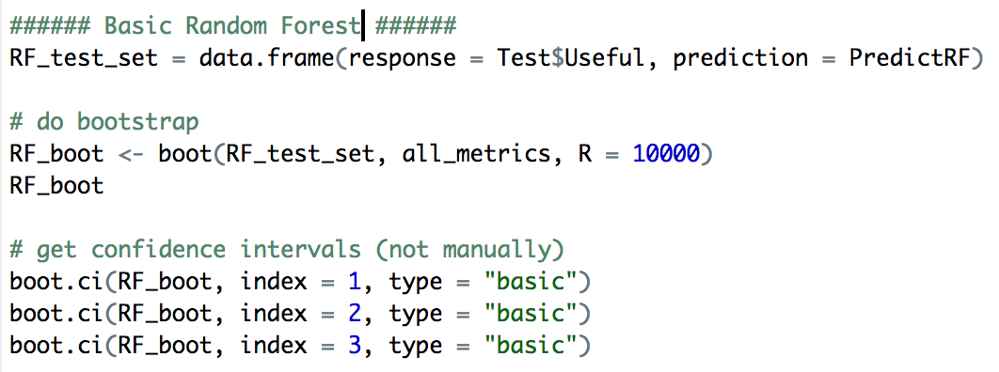 ###### Basic Random Forest ######
RF_test_set = data.frame(response = Test$Useful, prediction = PredictRF)
# do bootstrap
RF_boot <- boot(RF_test_set, all_metrics, R = 10000)
RF_boot
# get confidence intervals (not manually)
boot.ci(RF_boot, index = 1, type = "basic")
boot.ci(RF_boot, index = 2, type = "basic")
boot.ci(RF_boot, index = 3, type = "basic")